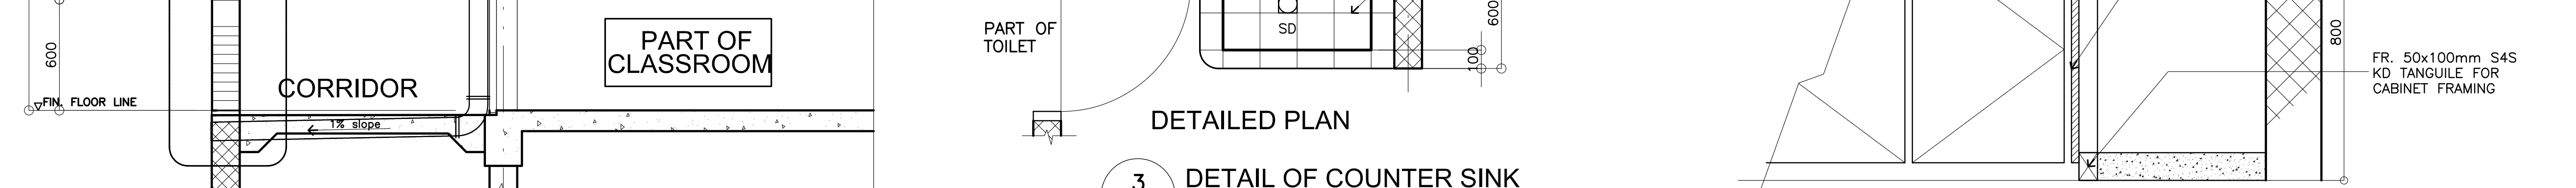 600
CORRIDOR
FIN. FLOOR LINE
1% slope
PART OF
CLASSROOM
PART OF
TOILET
SD
600
100
DETAILED PLAN
3
DETAIL OF COUNTER SINK
800
FR. 50x100mm S4S
KD TANGUILE FOR
CABINET FRAMING